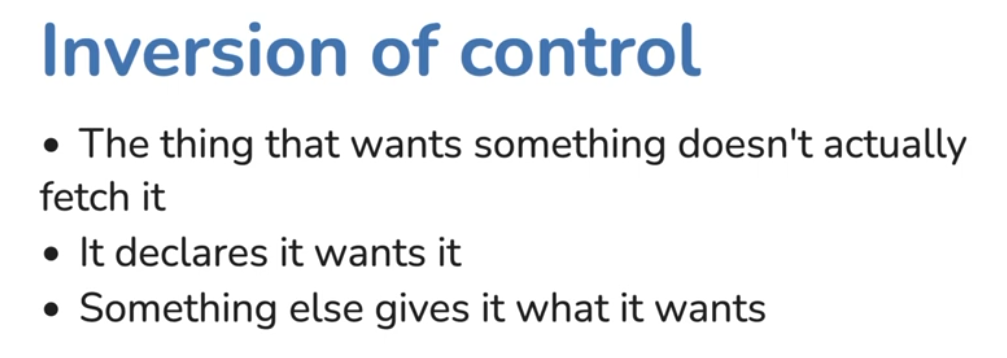 Inversion of control
• The thing that wants something doesn't actually
fetch it
• It declares it wants it
• Something else gives it what it wants